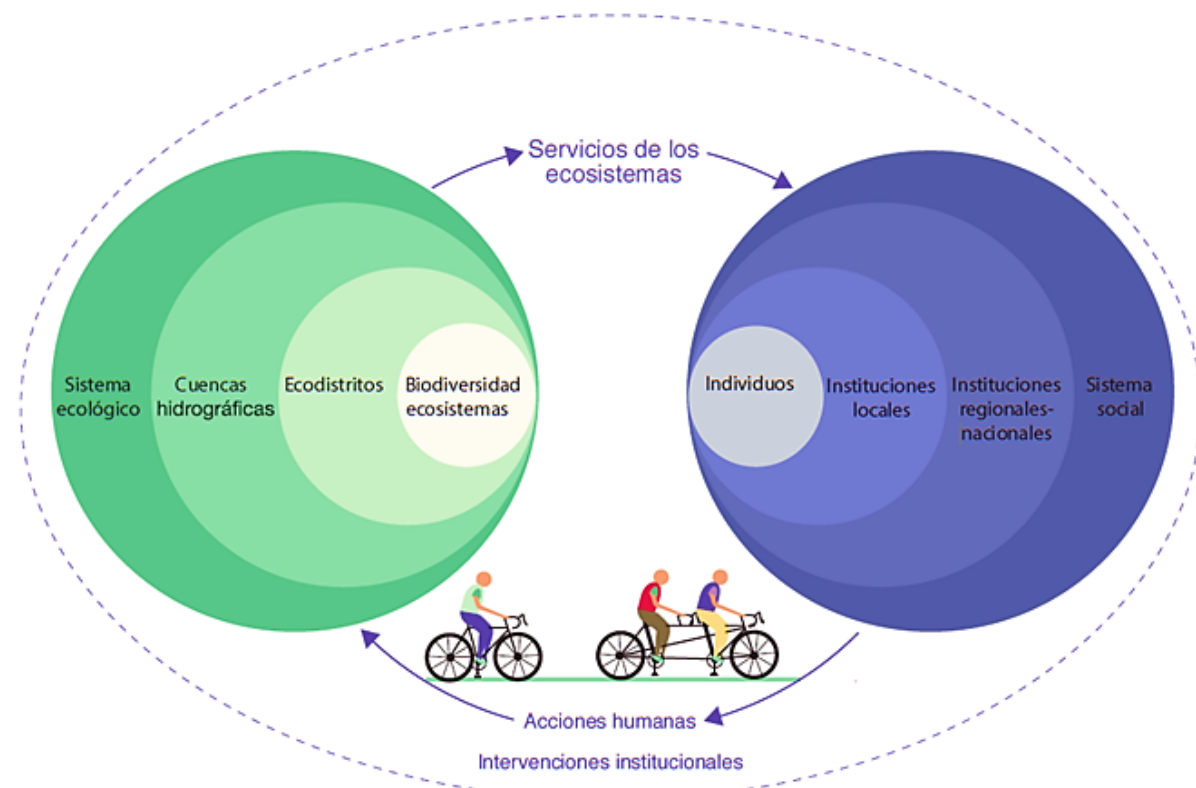 Servicios de los
ecosistemas
Sistema
ecológico
Cuencas
hidrográficas
Ecodistritos
Biodiversidad
ecosistemas
Individuos
Instituciones
locales
Instituciones
regionales-
nacionales
Sistema
social
Acciones humanas
Intervenciones institucionales